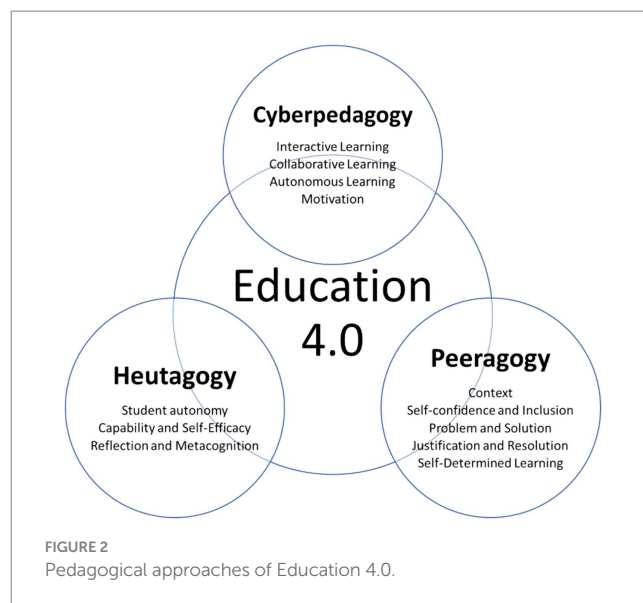 Cyberpedagogy
Interactive Learning
Collaborative Learning
Autonomous Learning
Motivation
Education
4.0
Heutagogy
Student autonomy
Capability and Self-Efficacy
Reflection and Metacognition
Peeragogy
Context
Self-confidence and Inclusion
Problem and Solution
Justification and Resolution
Self-Determined Learning
FIGURE 2
Pedagogical approaches of Education 4.0.